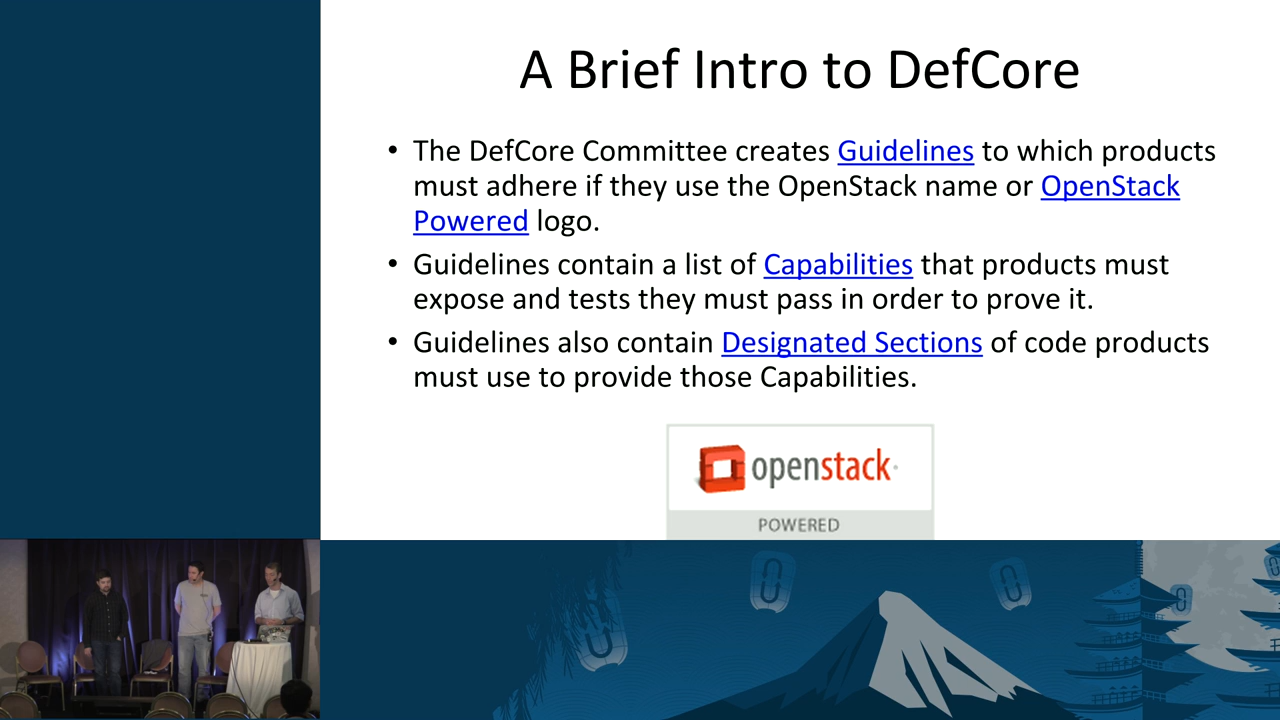 A Brief Intro to DefCore
• The DefCore Committee creates Guidelines to which products
must adhere if they use the OpenStack name or OpenStack
Powered logo.
• Guidelines contain a list of Capabilities that products must
expose and tests they must pass in order to prove it.
• Guidelines also contain Designated Sections of code products
must use to provide those Capabilities.
openstack
POWERED